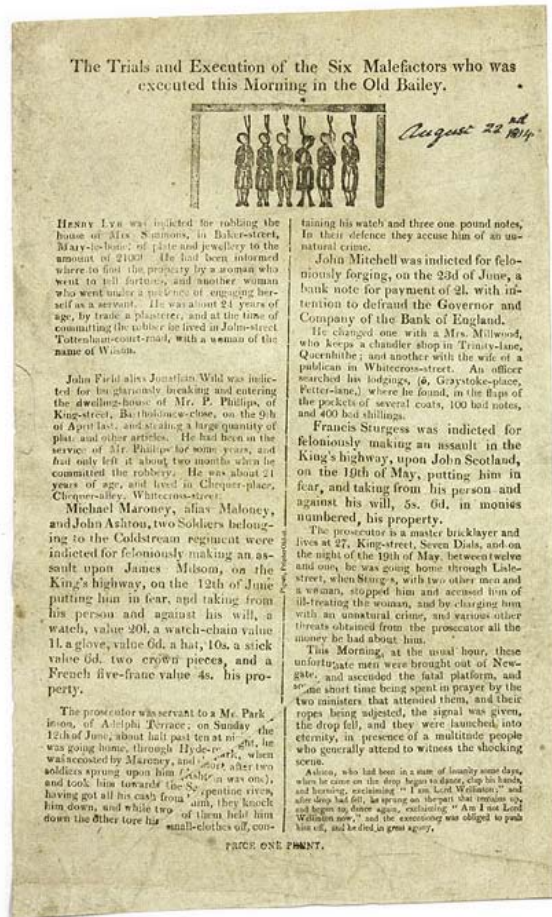 The Trials and Execution of the Six Malefactors who was
executed this Morning in the Old Bailey.
August 22nd
1814
HENRY LYE was indicted for robbing the
house of Mrs Simmons, in Baker-street,
Mary-le-bone, of plate and jewellery to the
amount of 2100l He had been informed
where to find the property by a woman who
went to tell fortunes, and another woman
who went under a pretence of engaging her-
self as a servant. He was about 24 years of
age, by trade a plasterer, and at the time of
committing the robber he lived in John-street
Tottenham-court-road, with a woman of the
name of Wilson.
John Field alias Jonathan Wild was indic-
ted for burglariously breaking and entering
the dwelling-house of Mr. P. Phillips, of
King-street, Bartholomew-close, on the 9th
of April last, and stealing a large quantity of
plate and other articles. He had been in the
service of Mr. Phillips for some years, and
had only left it about two months when he
committed the robbery. He was about 21
years of age, and lived in Chequer-place,
Chequer-alley, Whitecross-street.
Michael Maroney, alias Maloney,
and John Ashton, two Soldiers belong-
ing to the Coldstream regiment were
indicted for feloniously making an as-
sault upon James Milsom, on the
King's highway, on the 12th of June
putting him in fear, and taking from
his person and against his will, a
watch, value 20l. a watch-chain value
1l. a glove, value 6d. a hat, 10s. a stick
value 6d. two crown pieces, and a
French five-franc value 4s. his pro-
perty.
The prosecutor was servant to a Mr. Park
inson, of Adelphi Terrace; on Sunday the
12th of June, about half past ten at night, he
was going home, through Hyde-park, when
was accosted by Maroney, and short after two
soldiers sprung upon him (Ashton was one),
and took him towards the Serpentine rives,
having got all his cash from him, they knock
him down, and while two of them held him
down the other tore his small-clothes off, con-
taining his watch and three one pound notes,
In their defence they accuse him of an un-
natural crime.
John Mitchell was indicted for felo-
niously forging, on the 23d of June, a
bank note for payment of 2l. with in-
tention to defraud the Governor and
Company of the Bank of England.
He changed one with a Mrs. Millwood,
who keeps a chandler shop in Trinity-lane,
Queenhithe; and another with the wife of a
publican in Whitecross-street. An officer
searched his lodgings, (6, Graystoke-place,
Fetter-lane,) where he found, in the flaps of
the pockets of several coats, 100 bad notes,
and 400 bad shillings.
Francis Sturgess was indicted for
feloniously making an assault in the
King's highway, upon John Scotland,
on the 19th of May, putting him in
fear, and taking from his person and
against his will, 5s. 6d. in monies
numbered, his property.
The prosecutor is a master bricklayer and
lives at 27, King-street, Seven Dials, and on
the night of the 19th of May, between twelve
and one, he was going home through Lisle-
street, when Sturgis, with two other men and
a woman, stopped him and accused him of
ill-treating the woman, and by charging him
with an unnatural crime, and various other
threats obtained from the prosecutor all the
money he had about him.
This Morning, at the usual hour, these
unfortunate men were brought out of New-
gate, and ascended the fatal platform, and
some short time being spent in prayer by the
two ministers that attended them, and their
ropes being adjested, the signal was given,
the drop fell, and they were launched into
eternity, in presence of a multitude people
who generally attend to witness the shocking
scene.
Ashton, who had been in a state of insanity some days,
when he came on the drop began to dance, clap his hands,
and huzzaing, exclaiming "I am Lord Wellinton;" and
after drop had fell, he sprong on the part that remains up,
and began to dance again, exclaiming "Am I not Lord
Wellinton now," and the executioner was obliged to push
him off, and he died in great agony,
PRICE ONE PENNT.